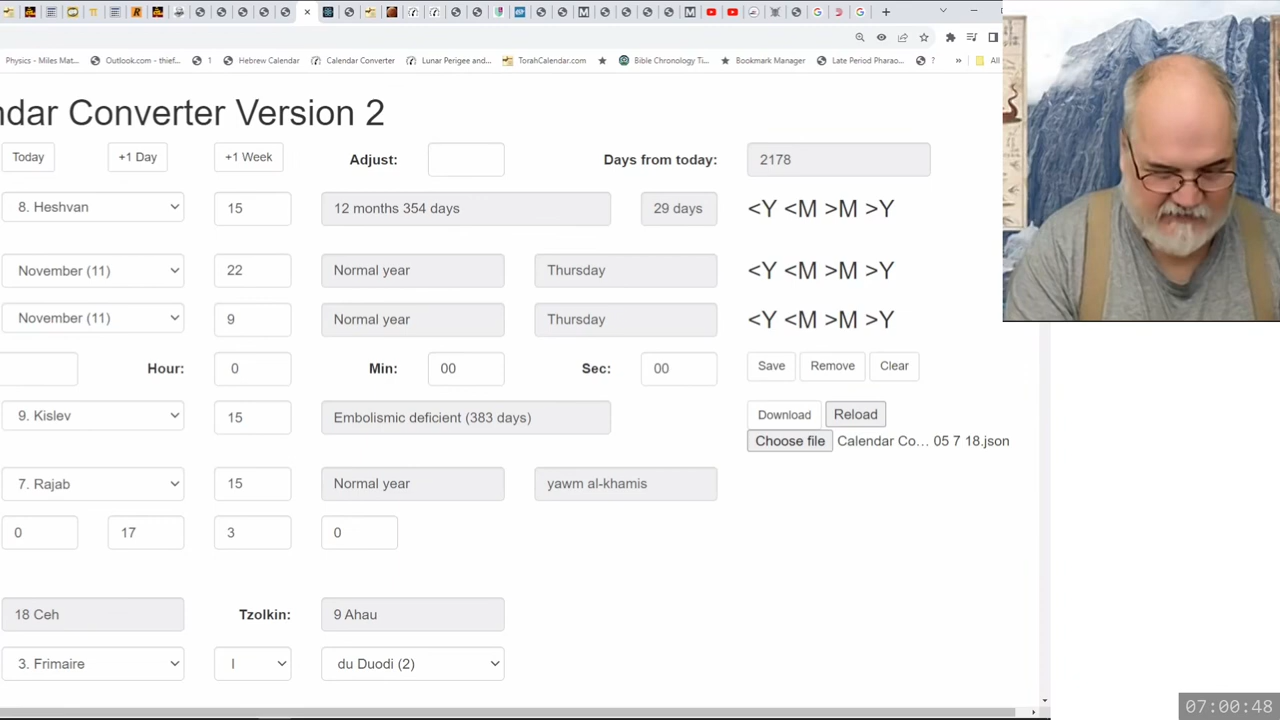 Physics - Miles Mat... Outlook.com - thief... 1 Hebrew Calendar Calendar Converter Lunar Perigee and... TorahCalendar.com Bible Chronology Ti... Bookmark Manager Late Period Pharao... ? » All
ndar Converter Version 2
Today +1 Day +1 Week Adjust: Days from today: 2178
8. Heshvan 15 12 months 354 days 29 days <Y <M >M >Y
November (11) 22 Normal year Thursday <Y <M >M >Y
November (11) 9 Normal year Thursday <Y <M >M >Y
Hour: 0 Min: 00 Sec: 00 Save Remove Clear
9. Kislev 15 Embolismic deficient (383 days) Download Reload
Choose file Calendar Co... 05 7 18.json
7. Rajab 15 Normal year yawm al-khamis
0 17 3 0
18 Ceh Tzolkin: 9 Ahau
3. Frimaire I du Duodi (2)
07:00:48